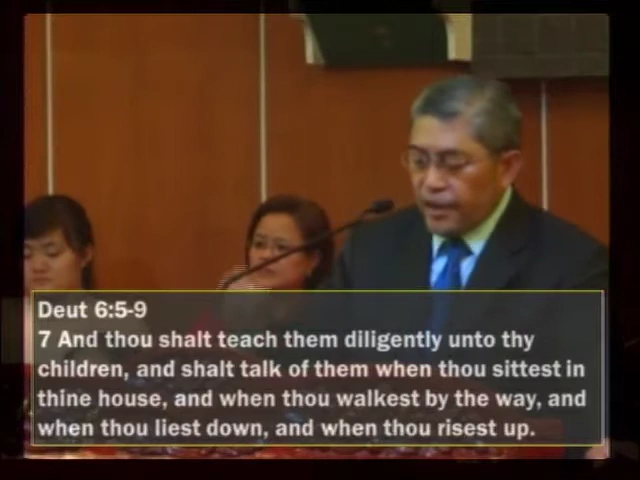 Deut 6:5-9
7 And thou shalt teach them diligently unto thy
children, and shalt talk of them when thou sittest in
thine house, and when thou walkest by the way, and
when thou liest down, and when thou risest up.